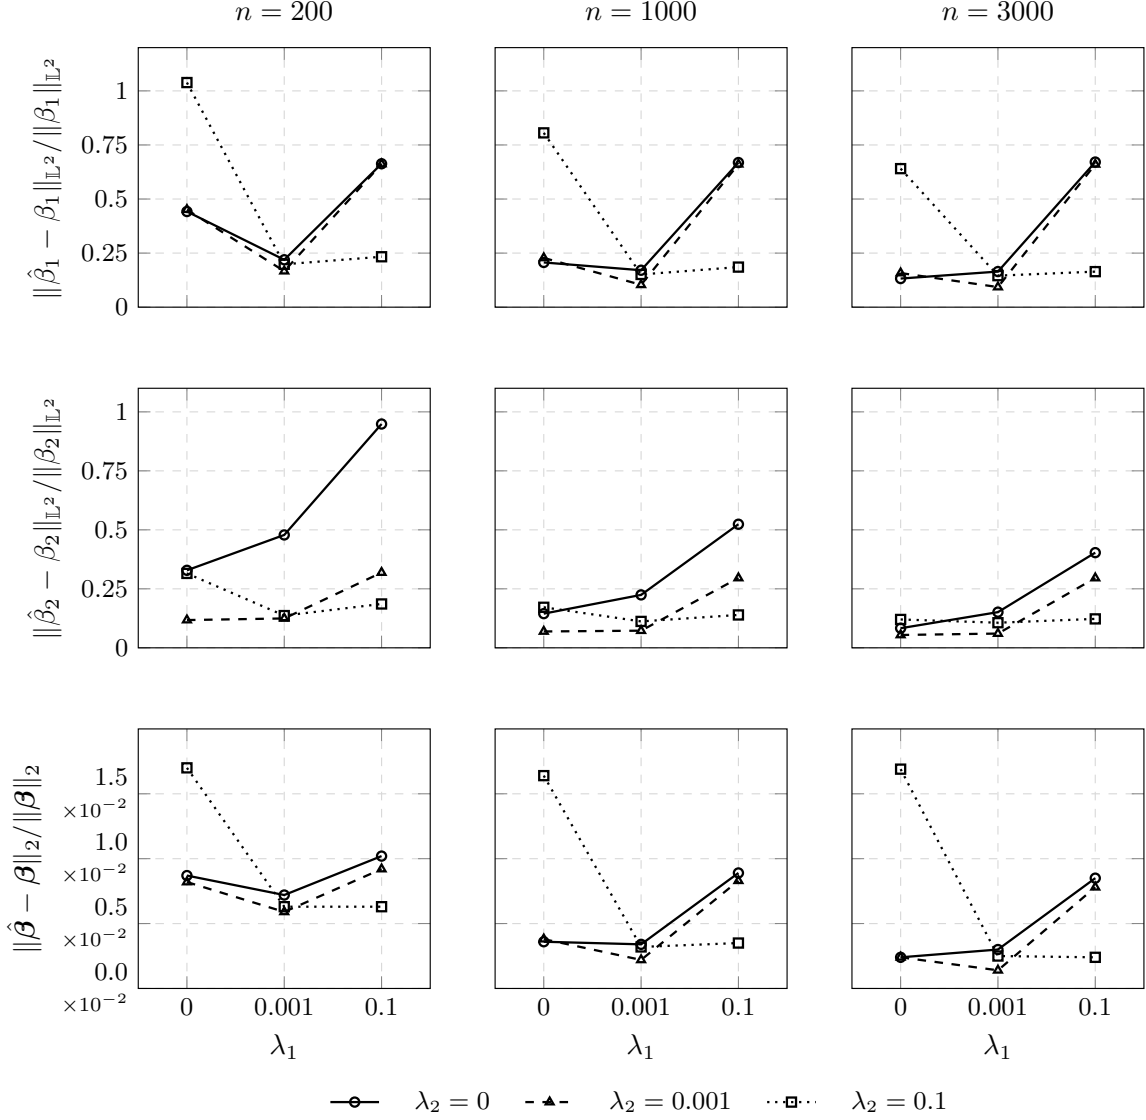 n = 200
n = 1000
n = 3000
‖β̂₁ − β₁‖_𝕃² / ‖β₁‖_𝕃²
1
0.75
0.5
0.25
0
‖β̂₂ − β₂‖_𝕃² / ‖β₂‖_𝕃²
1
0.75
0.5
0.25
0
‖𝛃̂ − 𝛃‖₂ / ‖𝛃‖₂
1.5
×10⁻²
1.0
×10⁻²
0.5
×10⁻²
0.0
×10⁻²
0 0.001 0.1
0 0.001 0.1
0 0.001 0.1
λ₁
λ₁
λ₁
λ₂ = 0 λ₂ = 0.001 λ₂ = 0.1